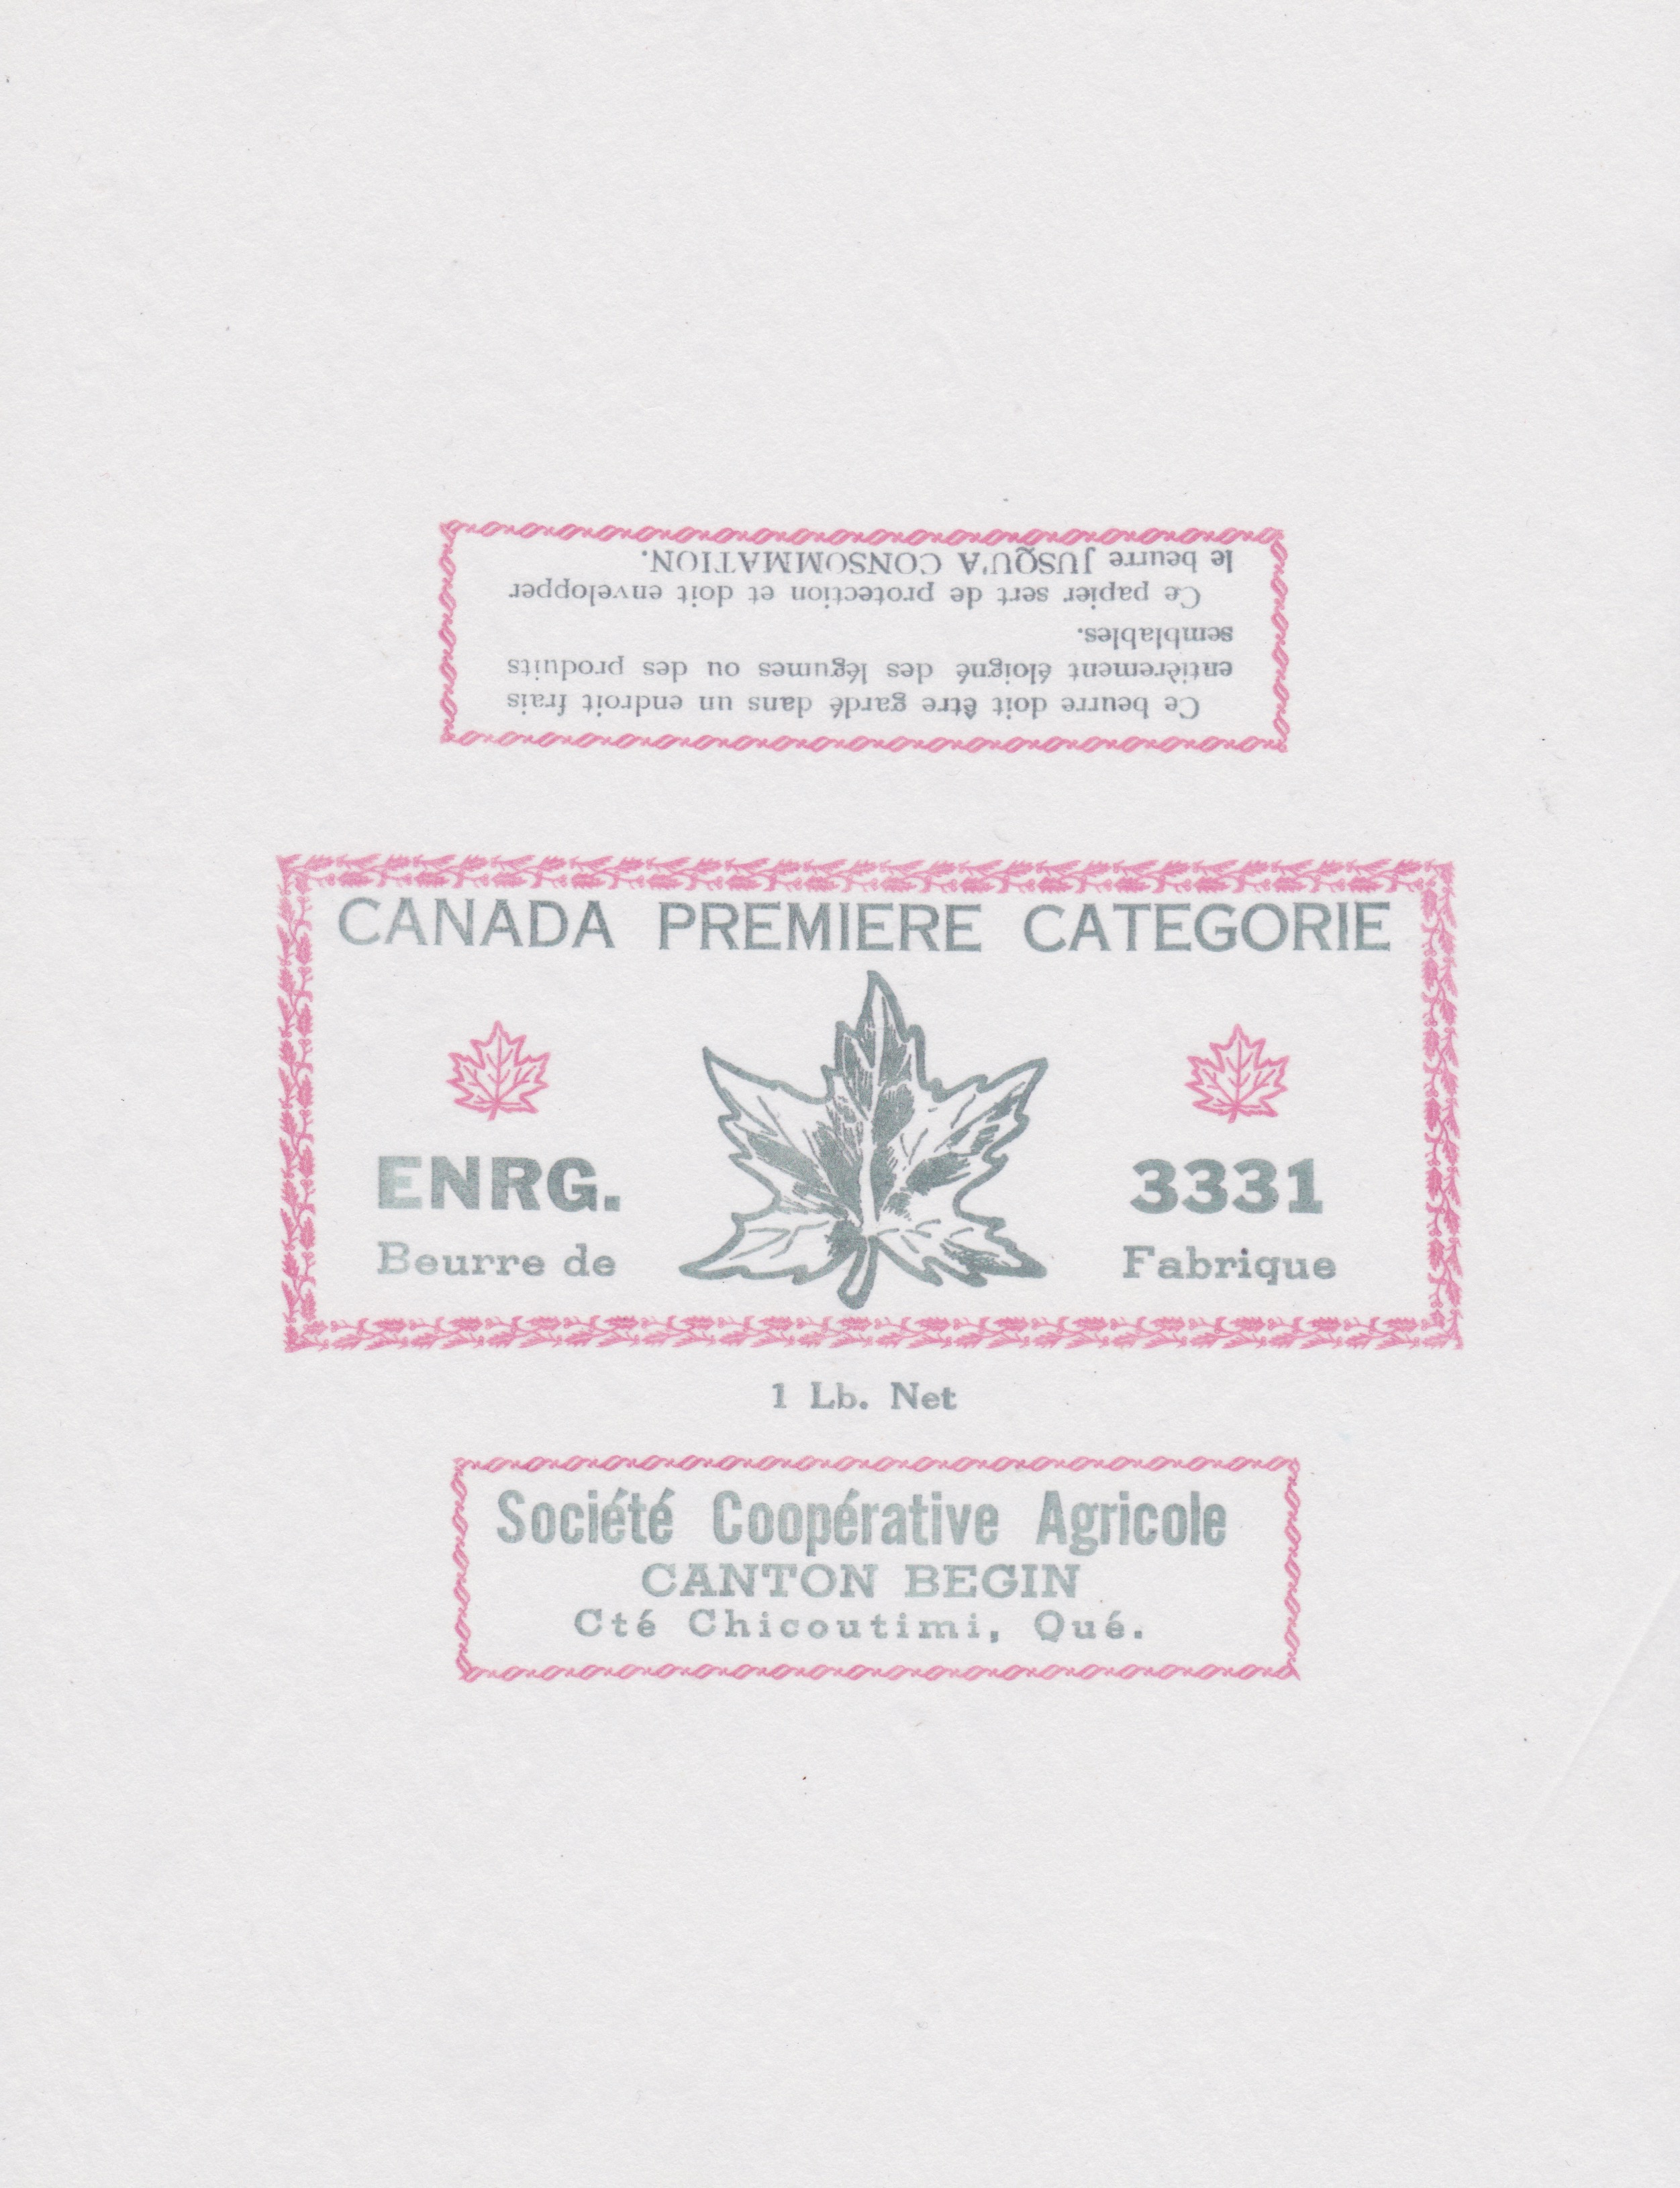 Ce beurre doit être gardé dans un endroit frais
entièrement éloigné des légumes ou des produits
semblables.
Ce papier sert de protection et doit envelopper
le beurre JUSQU'A CONSOMMATION.
CANADA PREMIERE CATEGORIE
ENRG. 3331
Beurre de Fabrique
1 Lb. Net
Société Coopérative Agricole
CANTON BEGIN
Cté Chicoutimi, Qué.